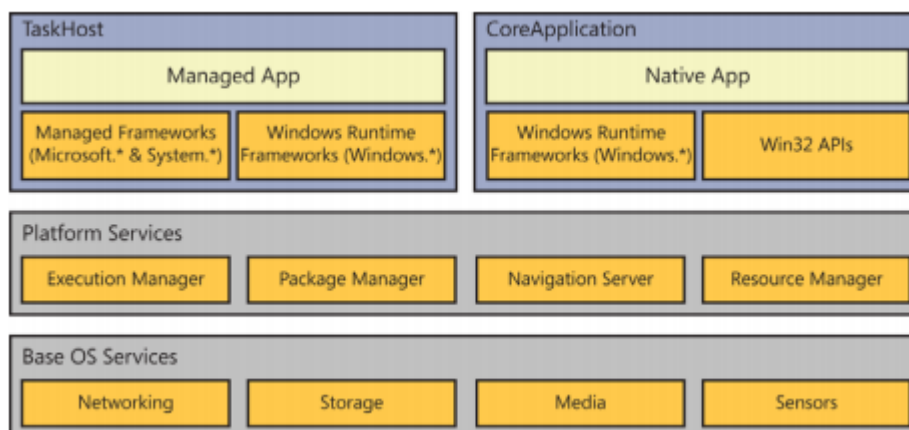 TaskHost
Managed App
Managed Frameworks
(Microsoft.* & System.*)
Windows Runtime
Frameworks (Windows.*)
CoreApplication
Native App
Windows Runtime
Frameworks (Windows.*)
Win32 APIs
Platform Services
Execution Manager
Package Manager
Navigation Server
Resource Manager
Base OS Services
Networking
Storage
Media
Sensors